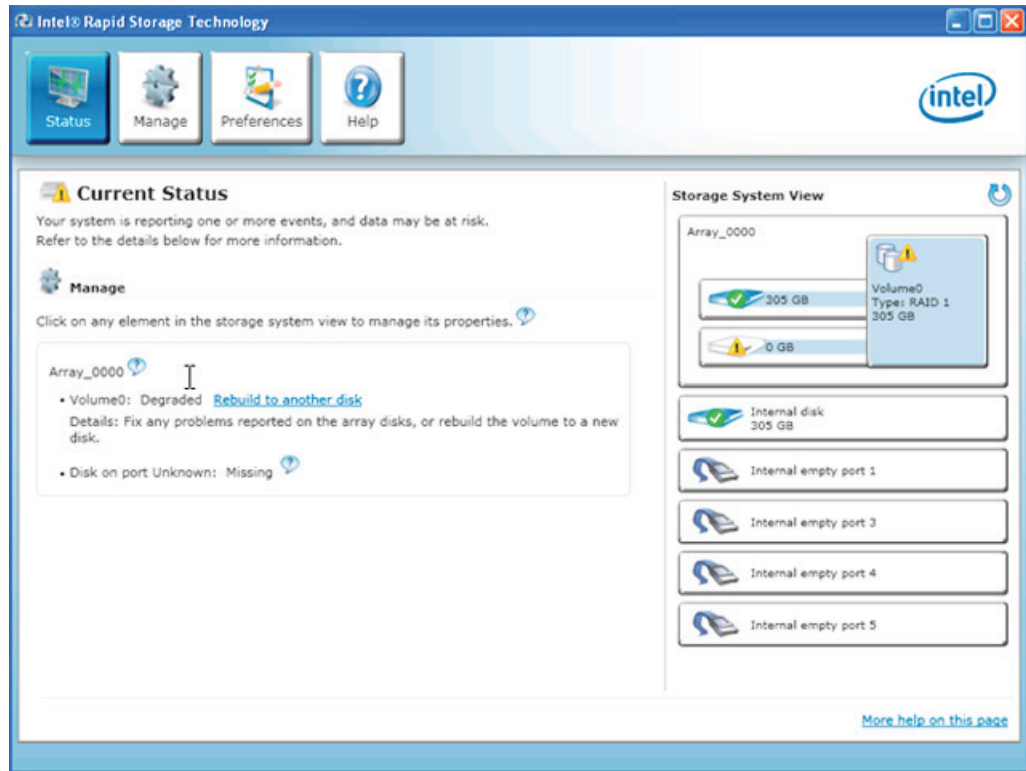 Intel® Rapid Storage Technology
Status
Manage
Preferences
Help
intel
Current Status
Your system is reporting one or more events, and data may be at risk.
Refer to the details below for more information.
Manage
Click on any element in the storage system view to manage its properties. ?
Array_0000 ?
• Volume0: Degraded Rebuild to another disk
Details: Fix any problems reported on the array disks, or rebuild the volume to a new
disk.
• Disk on port Unknown: Missing ?
Storage System View
Array_0000
305 GB
0 GB
Volume0
Type: RAID 1
305 GB
Internal disk
305 GB
Internal empty port 1
Internal empty port 3
Internal empty port 4
Internal empty port 5
More help on this page